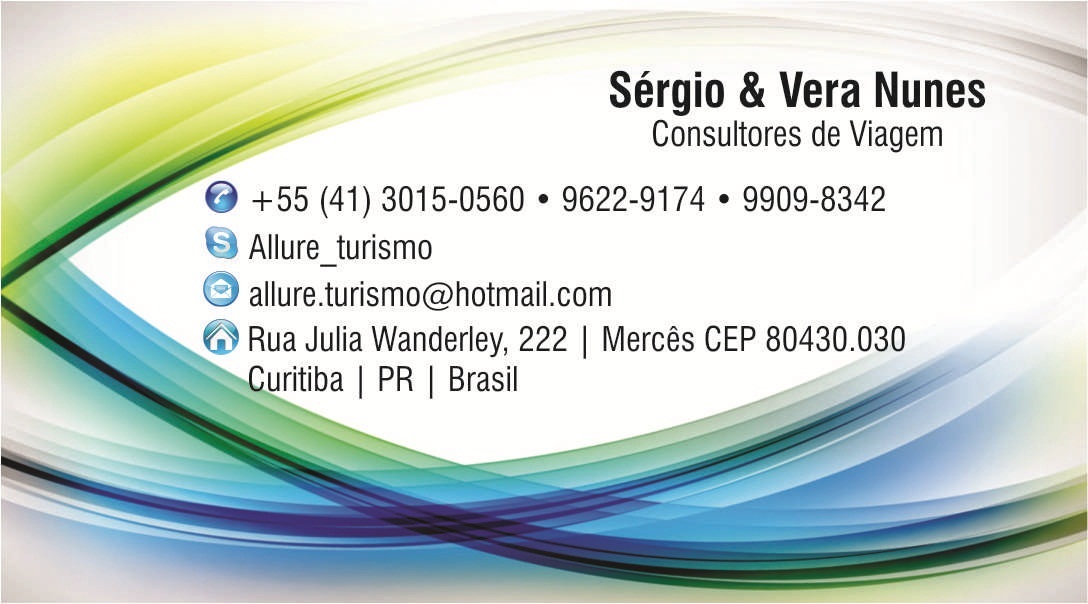 Sérgio & Vera Nunes
Consultores de Viagem
+55 (41) 3015-0560 • 9622-9174 • 9909-8342
Allure_turismo
allure.turismo@hotmail.com
Rua Julia Wanderley, 222 | Mercês CEP 80430.030
Curitiba | PR | Brasil